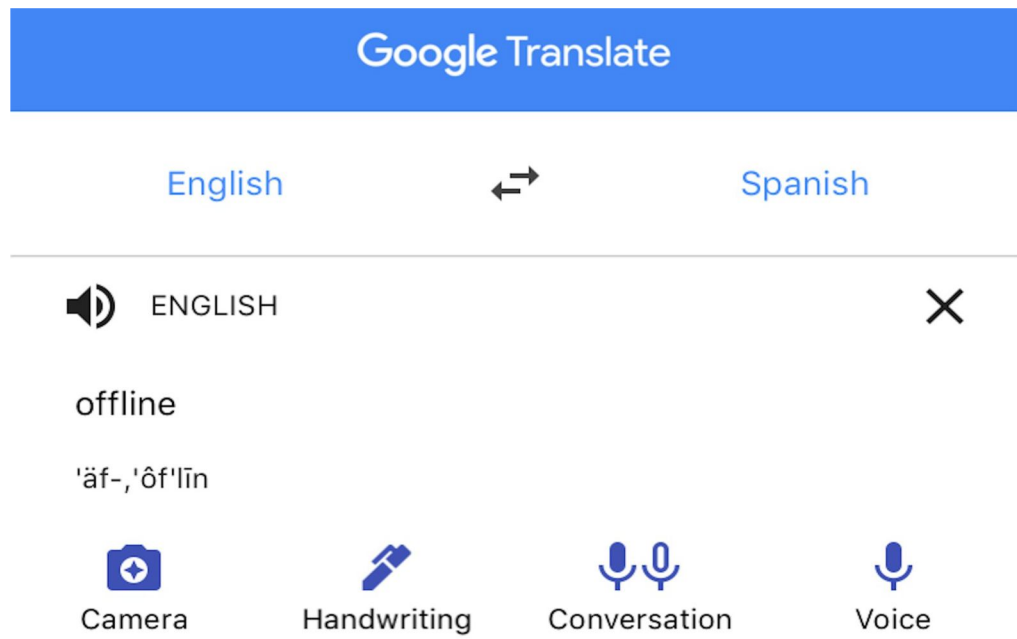 Google Translate
English Spanish
ENGLISH
offline
'äf-,'ôf'līn
Camera Handwriting Conversation Voice